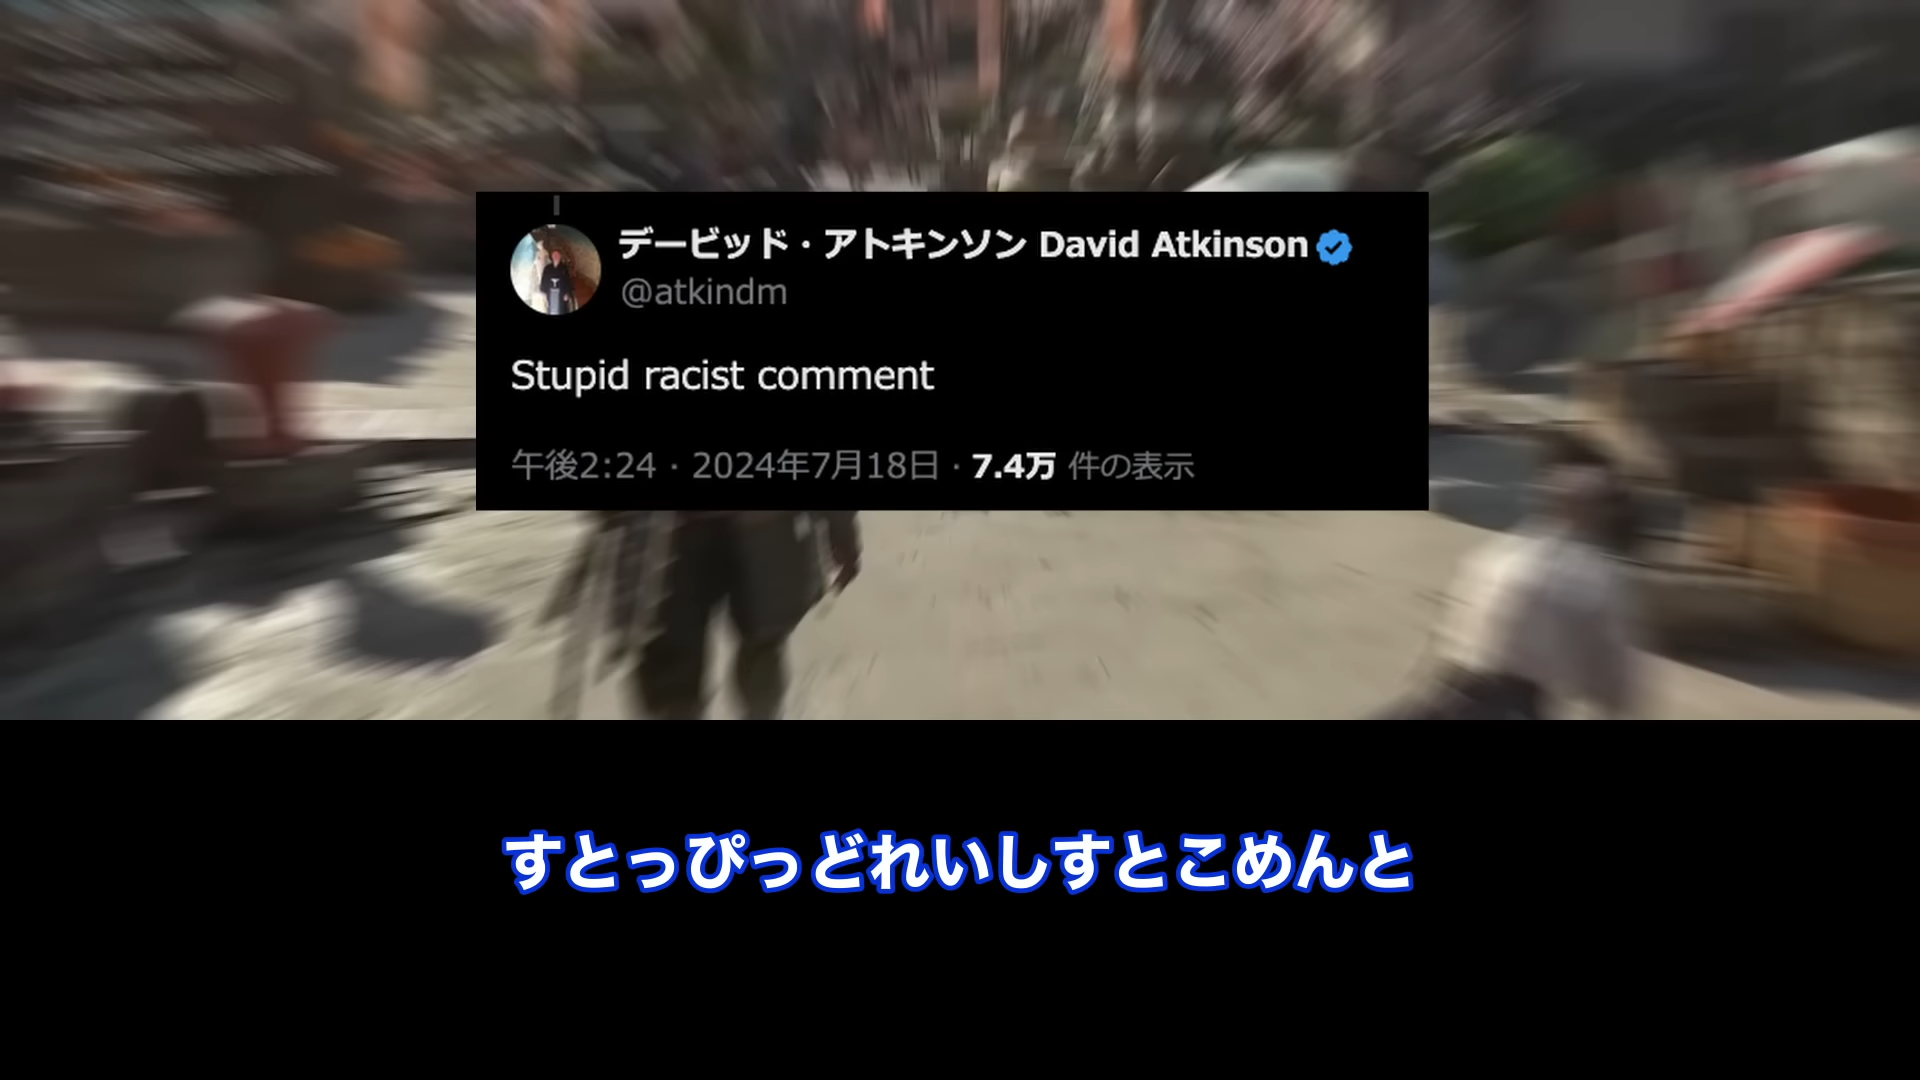 デービッド・アトキンソン David Atkinson
@atkindm
Stupid racist comment
午後2:24 · 2024年7月18日 · 7.4万 件の表示
すとっぴっどれいしすとこめんと